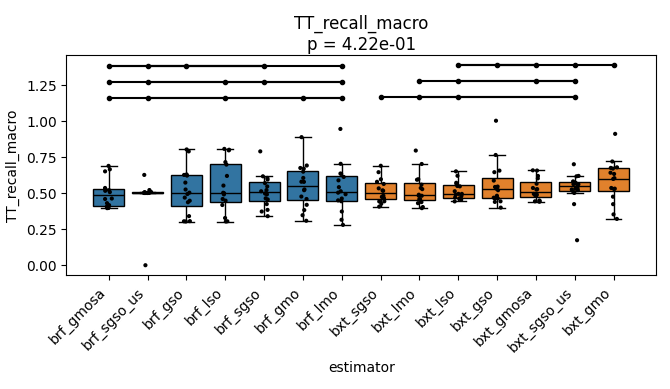 TT_recall_macro
p = 4.22e-01
1.25
1.00
0.75
0.50
0.25
0.00
TT_recall_macro
brf_gmosa
brf_sgso_us
brf_gso
brf_lso
brf_sgso
brf_gmo
brf_lmo
bxt_sgso
bxt_lmo
bxt_lso
bxt_gso
bxt_gmosa
bxt_sgso_us
bxt_gmo
estimator